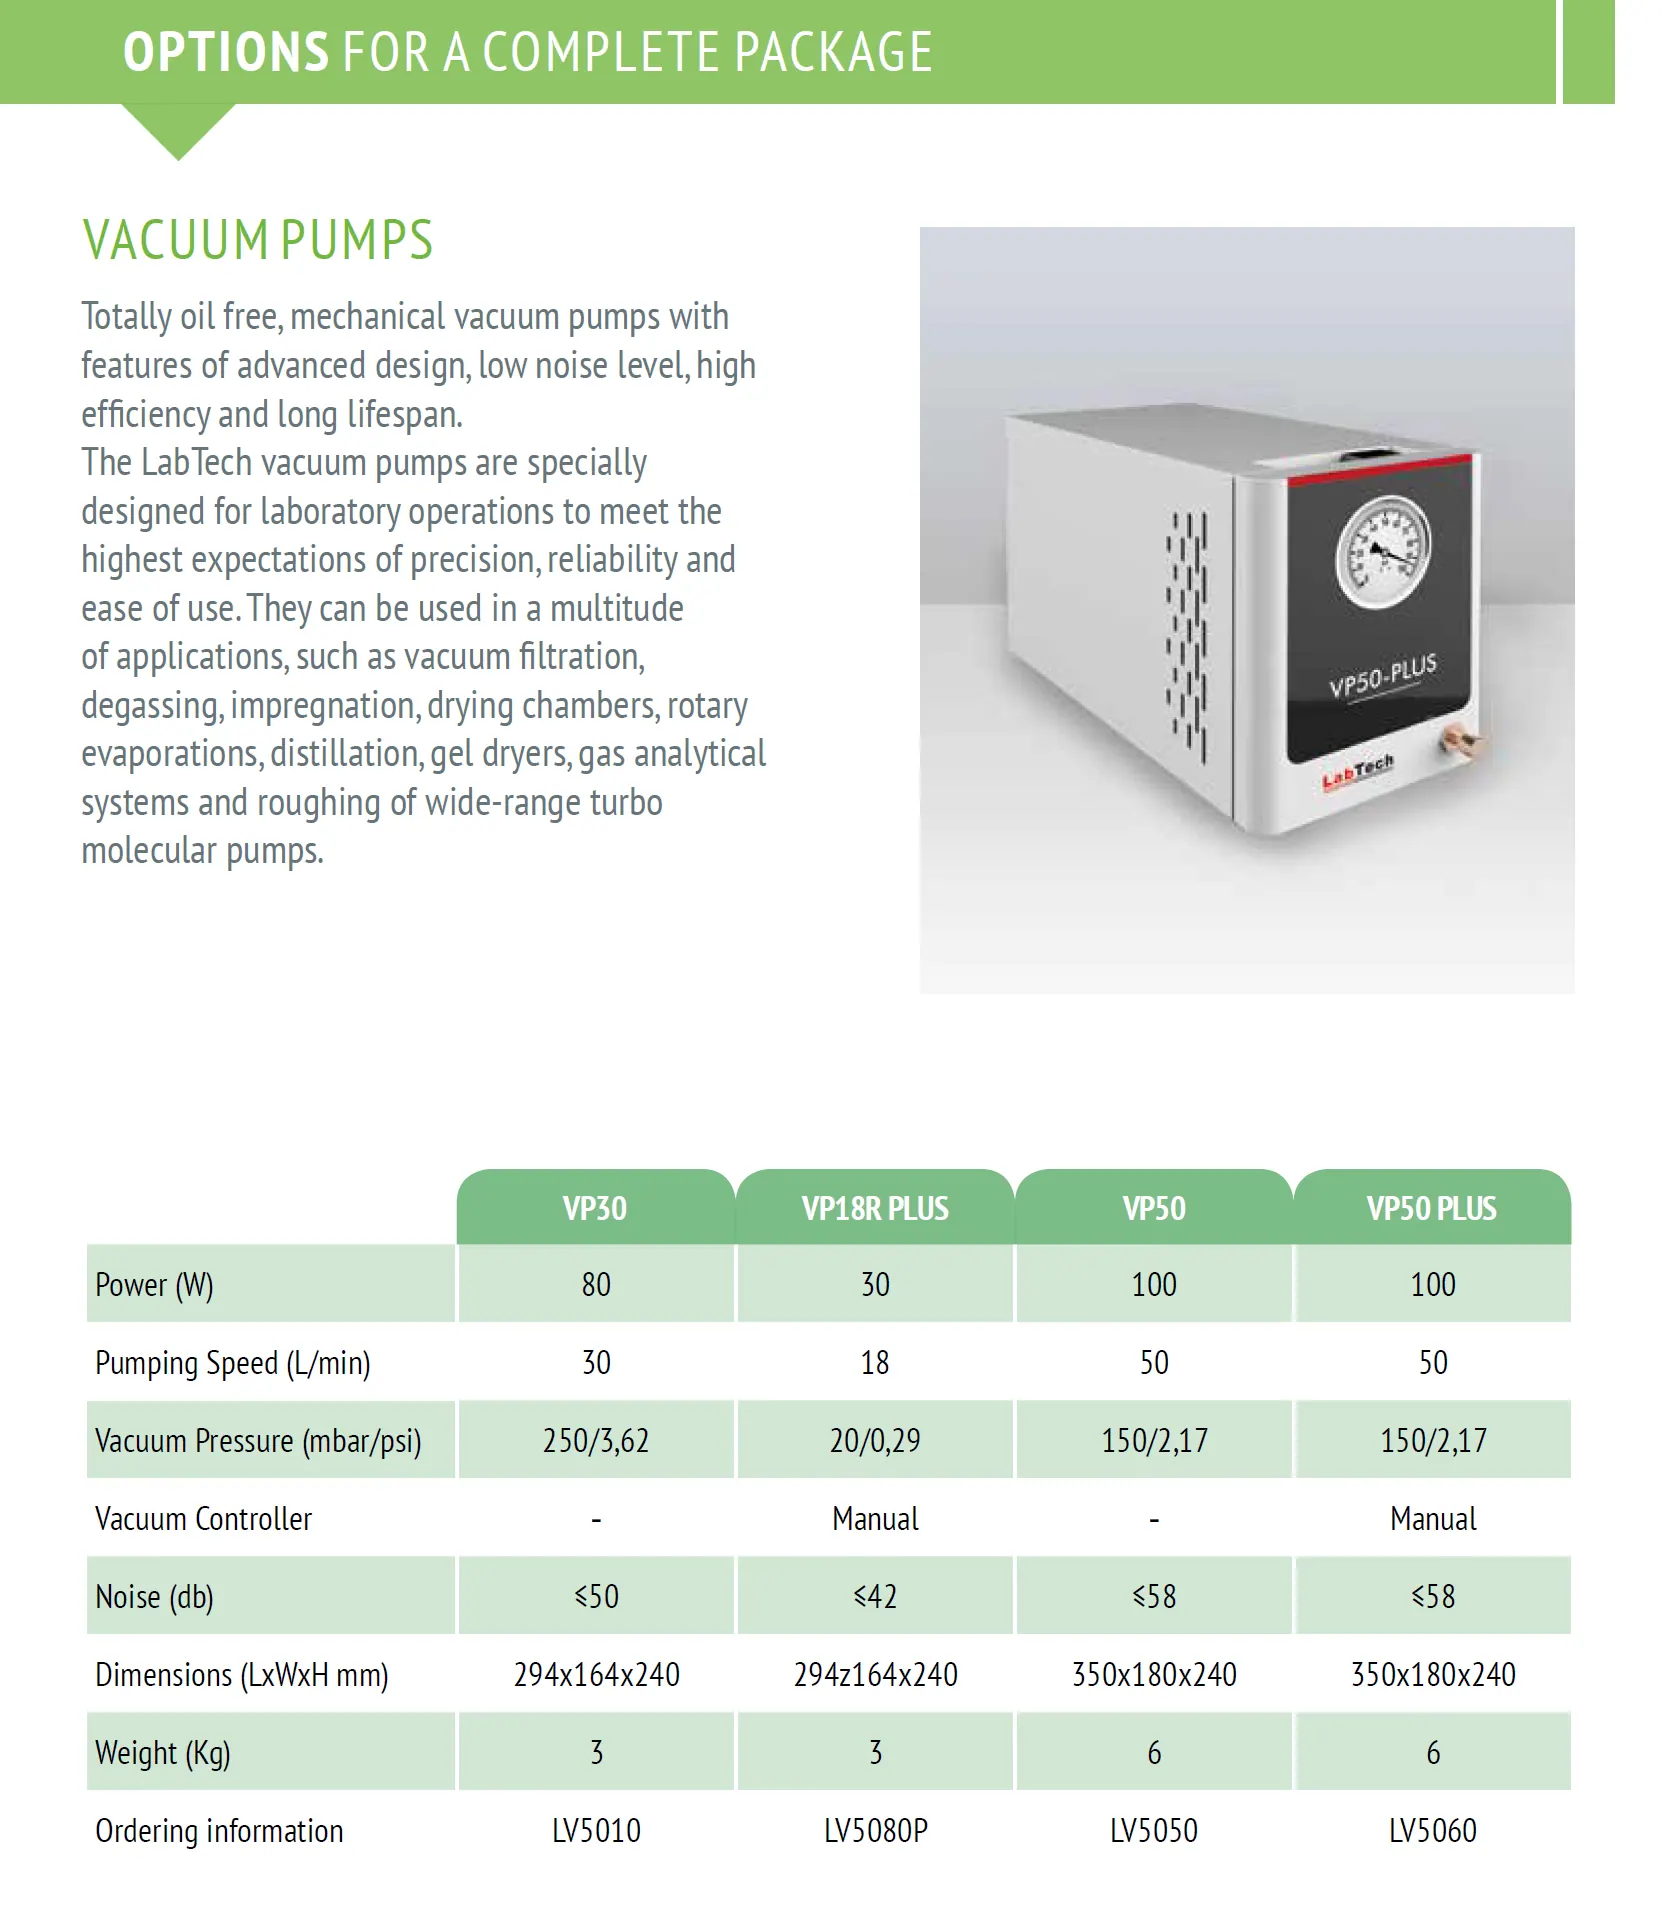 OPTIONS FOR A COMPLETE PACKAGE
VACUUM PUMPS
Totally oil free, mechanical vacuum pumps with
features of advanced design, low noise level, high
efficiency and long lifespan.
The LabTech vacuum pumps are specially
designed for laboratory operations to meet the
highest expectations of precision, reliability and
ease of use. They can be used in a multitude
of applications, such as vacuum filtration,
degassing, impregnation, drying chambers, rotary
evaporations, distillation, gel dryers, gas analytical
systems and roughing of wide-range turbo
molecular pumps.
VP50-PLUS
LabTech
VP30 VP18R PLUS VP50 VP50 PLUS
Power (W) 80 30 100 100
Pumping Speed (L/min) 30 18 50 50
Vacuum Pressure (mbar/psi) 250/3,62 20/0,29 150/2,17 150/2,17
Vacuum Controller - Manual - Manual
Noise (db) ≤50 ≤42 ≤58 ≤58
Dimensions (LxWxH mm) 294x164x240 294z164x240 350x180x240 350x180x240
Weight (Kg) 3 3 6 6
Ordering information LV5010 LV5080P LV5050 LV5060